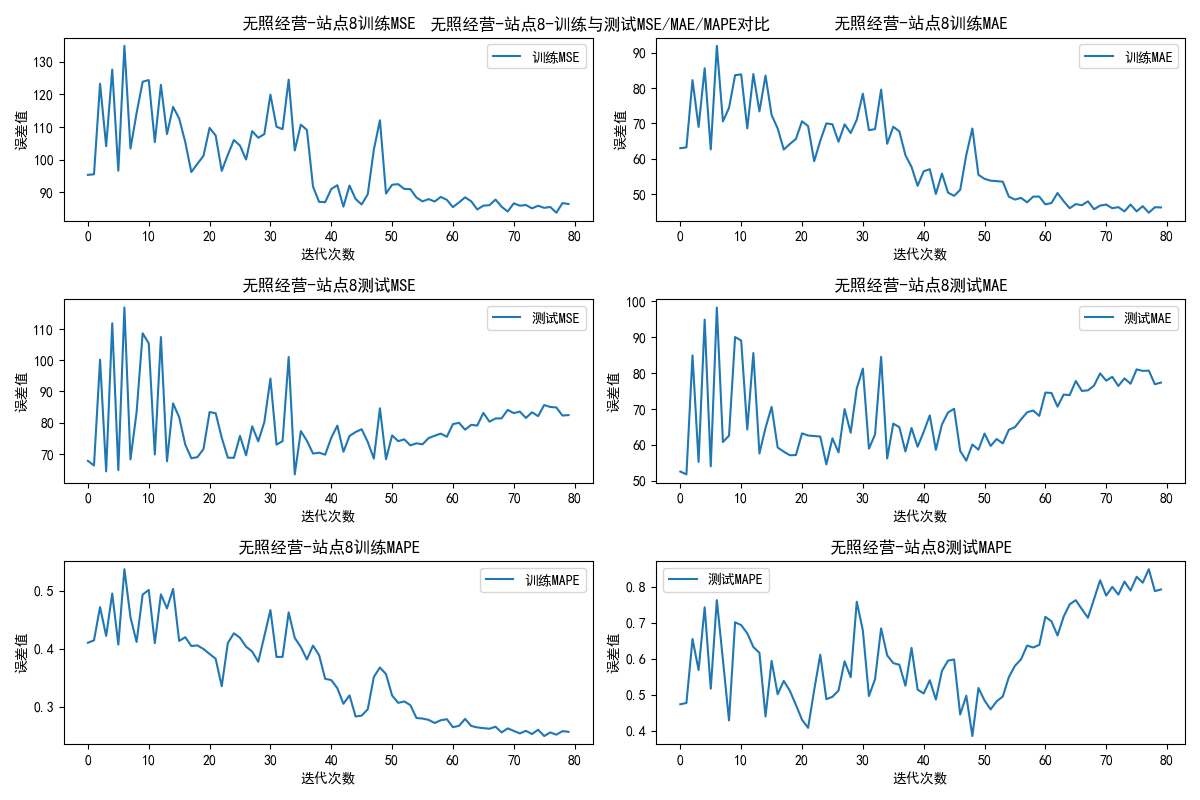 无照经营-站点8-训练与测试MSE/MAE/MAPE对比
无照经营-站点8训练MSE
训练MSE
误差值
130
120
110
100
90
0 10 20 30 40 50 60 70 80
迭代次数
无照经营-站点8训练MAE
训练MAE
误差值
90
80
70
60
50
0 10 20 30 40 50 60 70 80
迭代次数
无照经营-站点8测试MSE
测试MSE
误差值
110
100
90
80
70
0 10 20 30 40 50 60 70 80
迭代次数
无照经营-站点8测试MAE
测试MAE
误差值
100
90
80
70
60
50
0 10 20 30 40 50 60 70 80
迭代次数
无照经营-站点8训练MAPE
训练MAPE
误差值
0.5
0.4
0.3
0 10 20 30 40 50 60 70 80
迭代次数
无照经营-站点8测试MAPE
测试MAPE
误差值
0.8
0.7
0.6
0.5
0.4
0 10 20 30 40 50 60 70 80
迭代次数